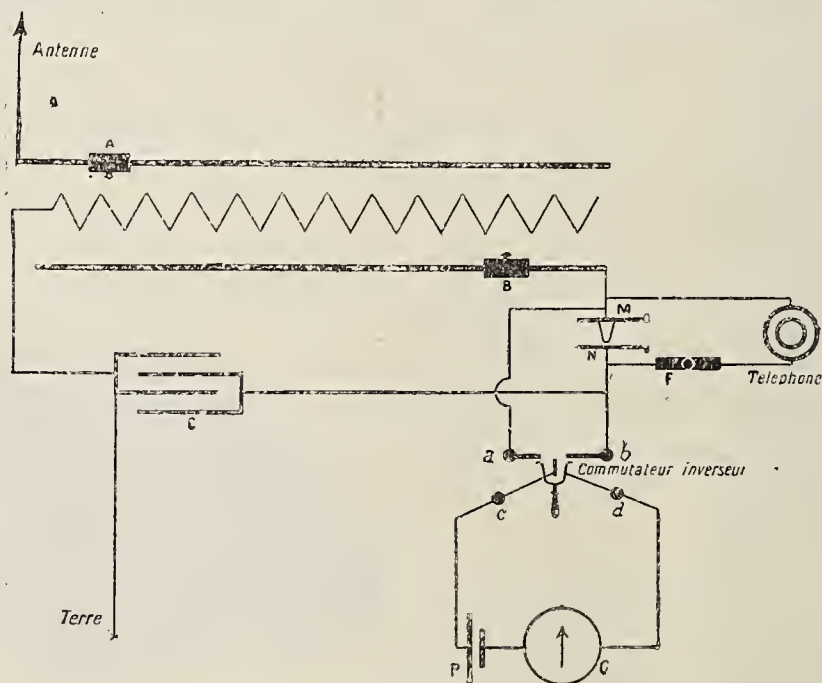 Antenne
A
B
M
N
F
Telephone
C
a
b
Commutateur inverseur
c
d
Terre
P
G